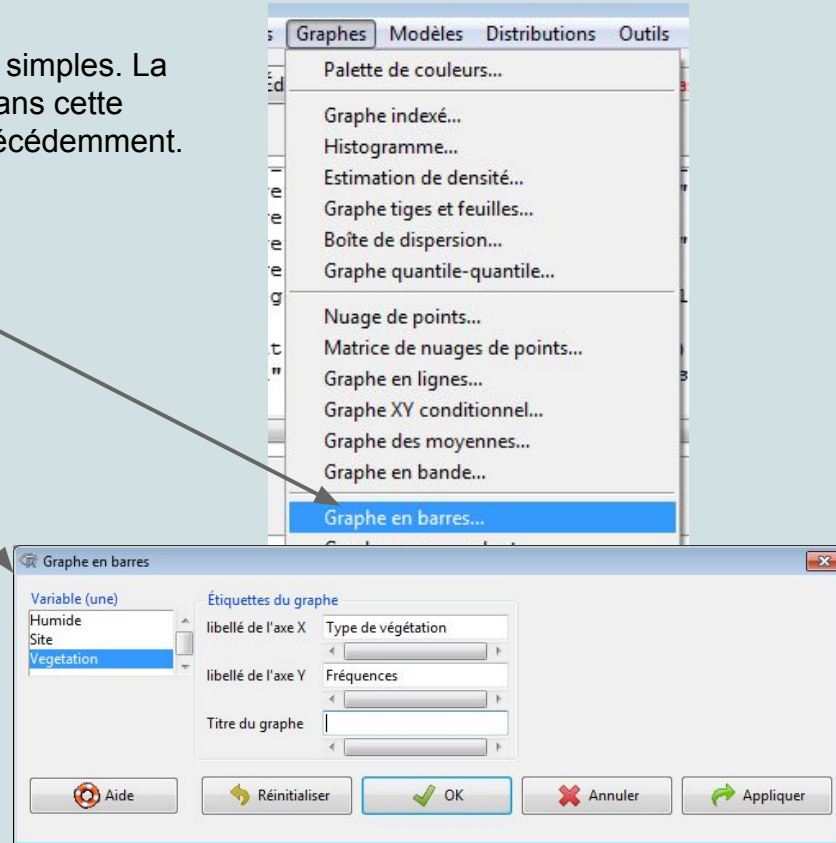 Graphes Modèles Distributions Outils
simples. La
cette
Palette de couleurs...
Graphe indexé...
Histogramme...
Estimation de densité...
Graphe tiges et feuilles...
Boîte de dispersion...
Graphe quantile-quantile...
Nuage de points...
Matrice de nuages de points...
Graphe en lignes...
Graphe XY conditionnel...
Graphe des moyennes...
Graphe en bande...
Graphe en barres...
Graphe en barres
Variable (une)
Humide
Site
Vegetation
Étiquettes du graphe
libellé de l'axe X Type de végétation
libellé de l'axe Y Fréquences
Titre du graphe
Aide Réinitialiser OK Annuler Appliquer